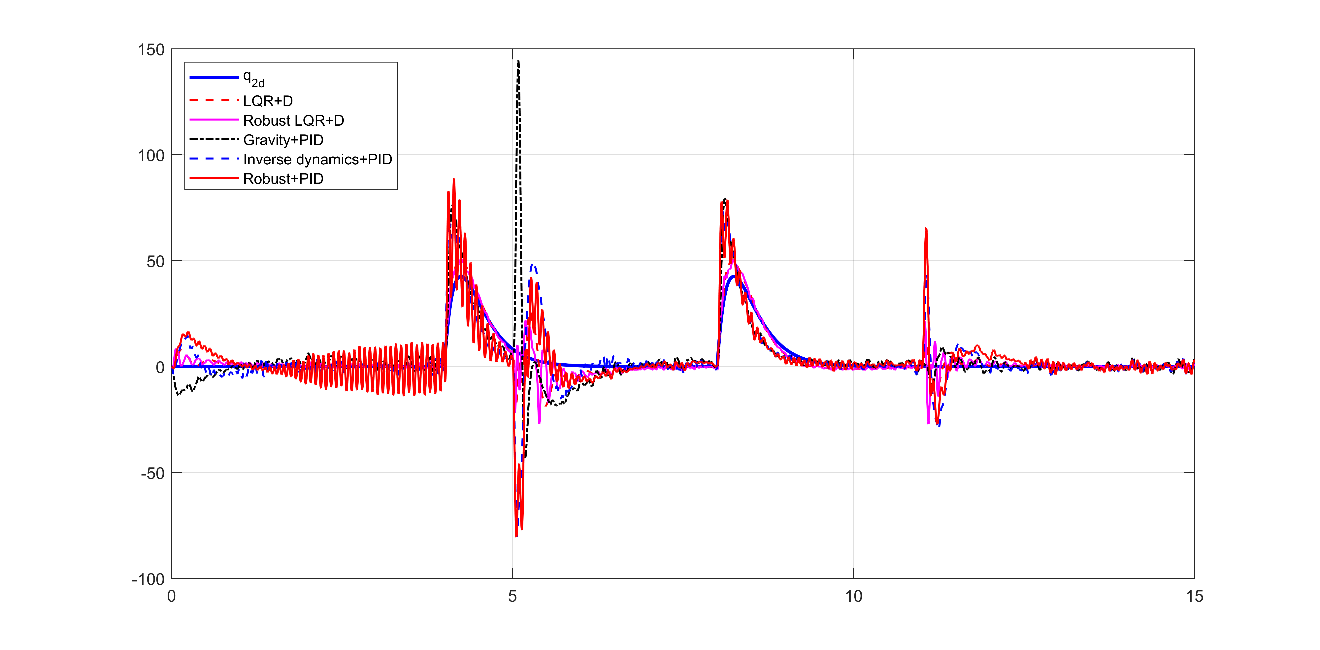 150
100
50
0
-50
-100
0
5
10
15
q2d
LQR+D
Robust LQR+D
Gravity+PID
Inverse dynamics+PID
Robust+PID